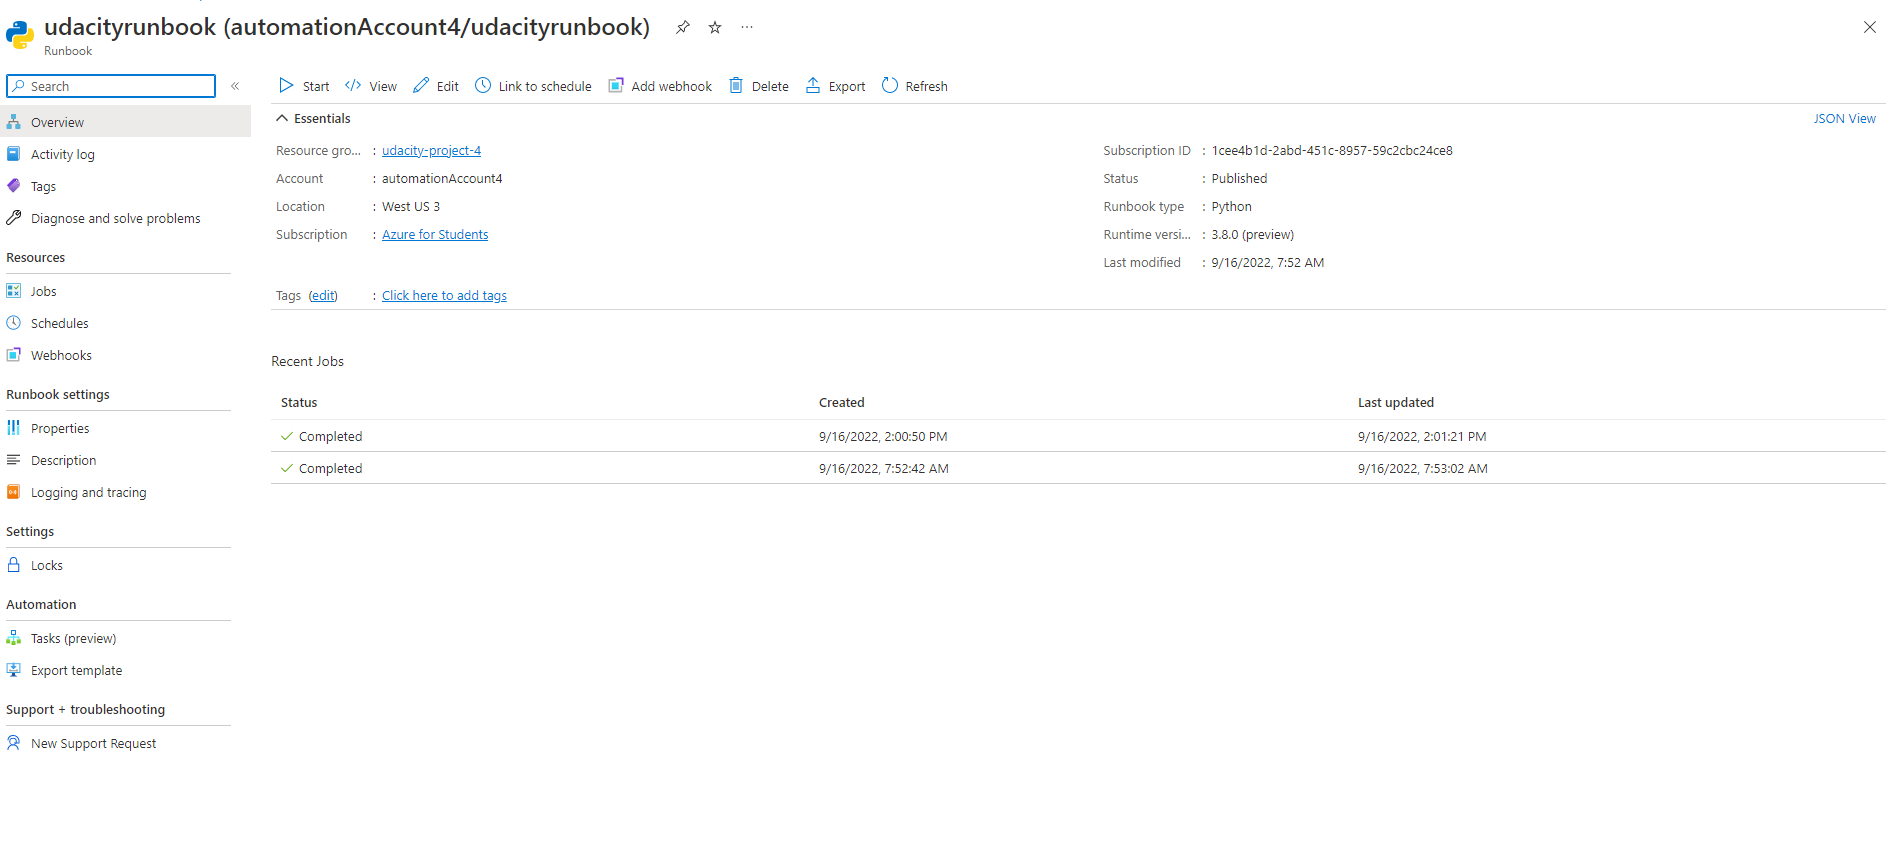 udacityrunbook (automationAccount4/udacityrunbook)
Runbook
Search
Start View Edit Link to schedule Add webhook Delete Export Refresh
Overview
Activity log
Tags
Diagnose and solve problems
Resources
Jobs
Schedules
Webhooks
Runbook settings
Properties
Description
Logging and tracing
Settings
Locks
Automation
Tasks (preview)
Export template
Support + troubleshooting
New Support Request
Essentials
JSON View
Resource gro... : udacity-project-4
Account : automationAccount4
Location : West US 3
Subscription : Azure for Students
Subscription ID : 1cee4b1d-2abd-451c-8957-59c2cbc24ce8
Status : Published
Runbook type : Python
Runtime versi... : 3.8.0 (preview)
Last modified : 9/16/2022, 7:52 AM
Tags (edit) : Click here to add tags
Recent Jobs
Status Created Last updated
Completed 9/16/2022, 2:00:50 PM 9/16/2022, 2:01:21 PM
Completed 9/16/2022, 7:52:42 AM 9/16/2022, 7:53:02 AM